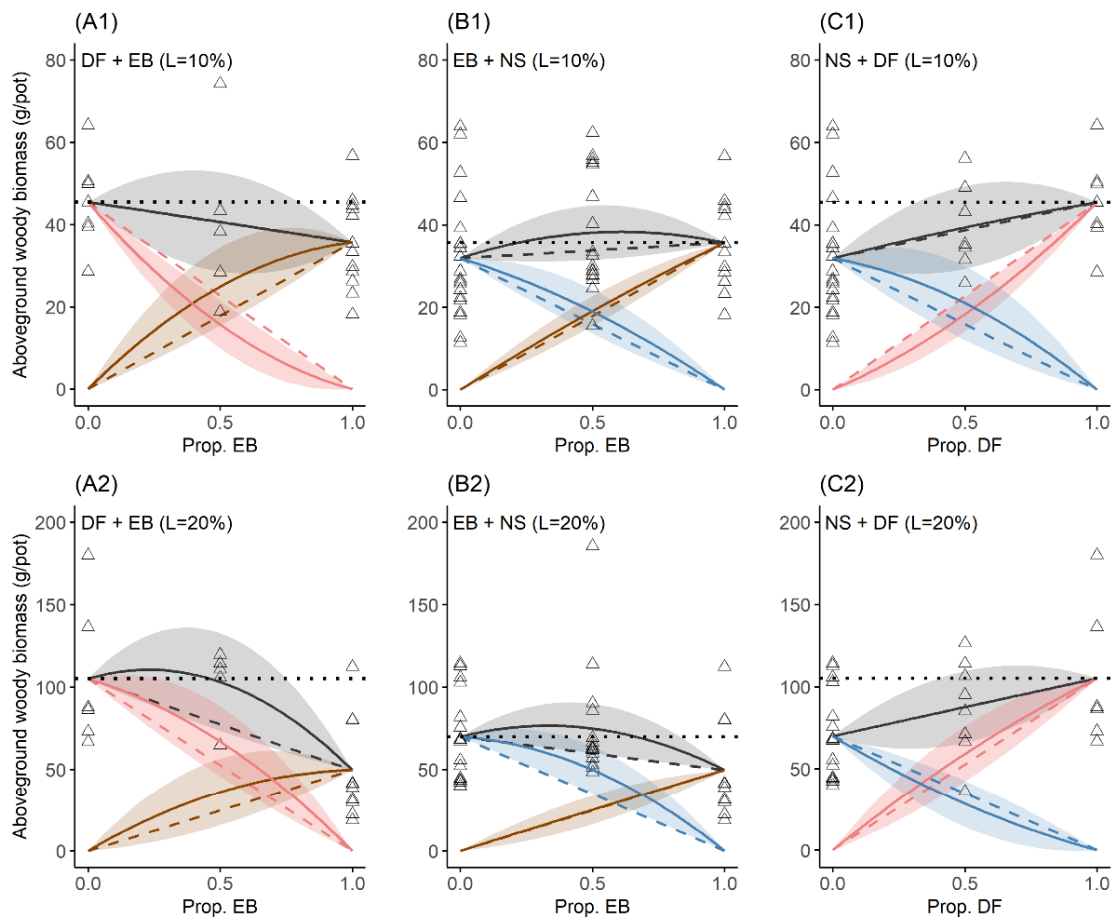 (A1)
(B1)
(C1)
Aboveground woody biomass (g/pot)
80
60
40
20
0
DF + EB (L=10%)
0.0
0.5
1.0
Prop. EB
80
60
40
20
0
EB + NS (L=10%)
0.0
0.5
1.0
Prop. EB
80
60
40
20
0
NS + DF (L=10%)
0.0
0.5
1.0
Prop. DF
(A2)
(B2)
(C2)
Aboveground woody biomass (g/pot)
200
150
100
50
0
DF + EB (L=20%)
0.0
0.5
1.0
Prop. EB
200
150
100
50
0
EB + NS (L=20%)
0.0
0.5
1.0
Prop. EB
200
150
100
50
0
NS + DF (L=20%)
0.0
0.5
1.0
Prop. DF